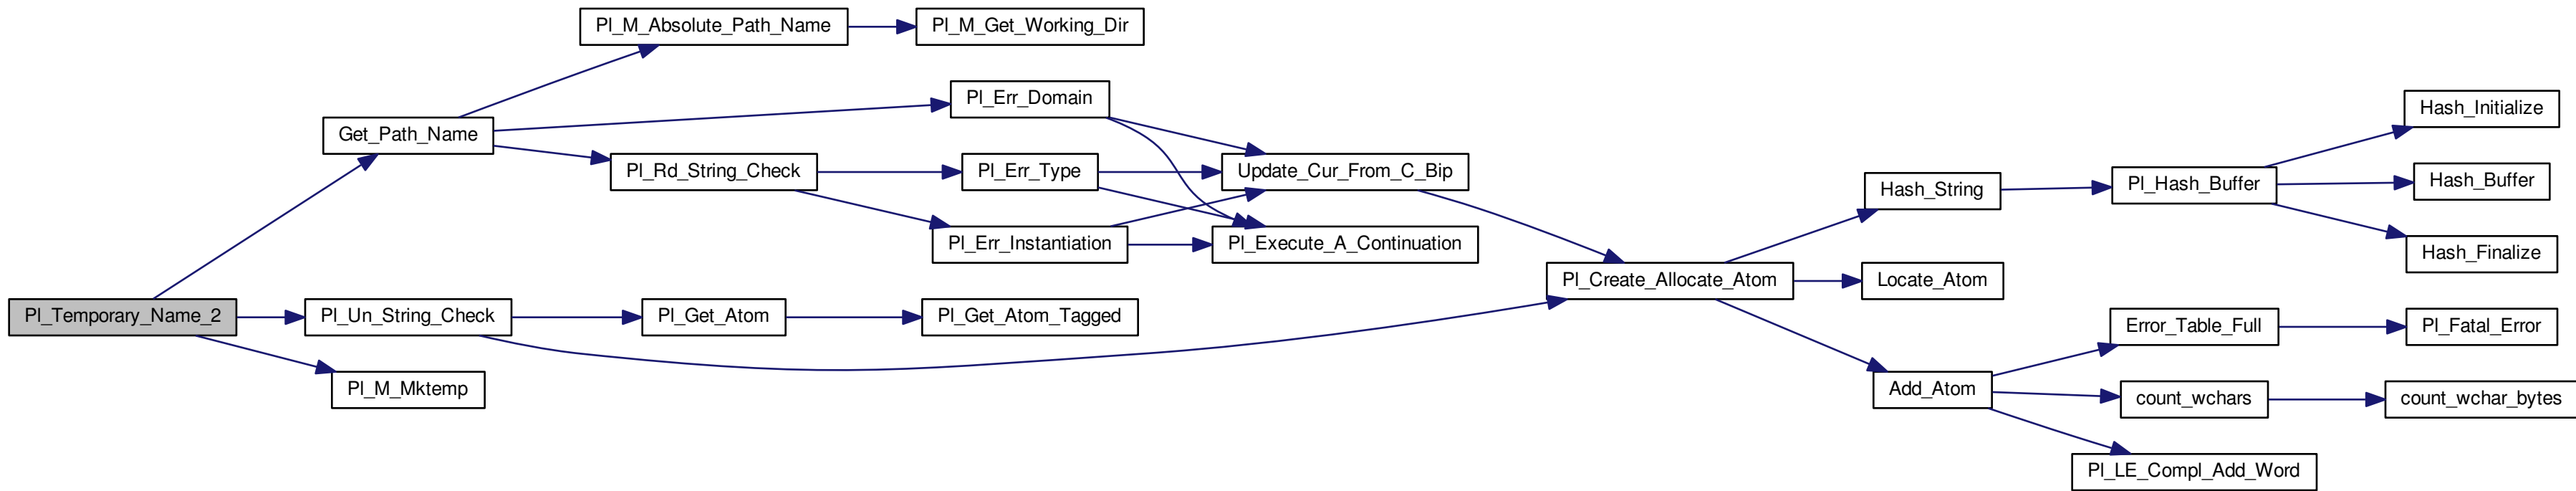 Pl_M_Absolute_Path_Name
Pl_M_Get_Working_Dir
Pl_Err_Domain
Hash_Initialize
Get_Path_Name
Pl_Rd_String_Check
Pl_Err_Type
Update_Cur_From_C_Bip
Hash_String
Pl_Hash_Buffer
Hash_Buffer
Pl_Err_Instantiation
Pl_Execute_A_Continuation
Hash_Finalize
Pl_Create_Allocate_Atom
Locate_Atom
Pl_Temporary_Name_2
Pl_Un_String_Check
Pl_Get_Atom
Pl_Get_Atom_Tagged
Error_Table_Full
Pl_Fatal_Error
Pl_M_Mktemp
Add_Atom
count_wchars
count_wchar_bytes
Pl_LE_Compl_Add_Word